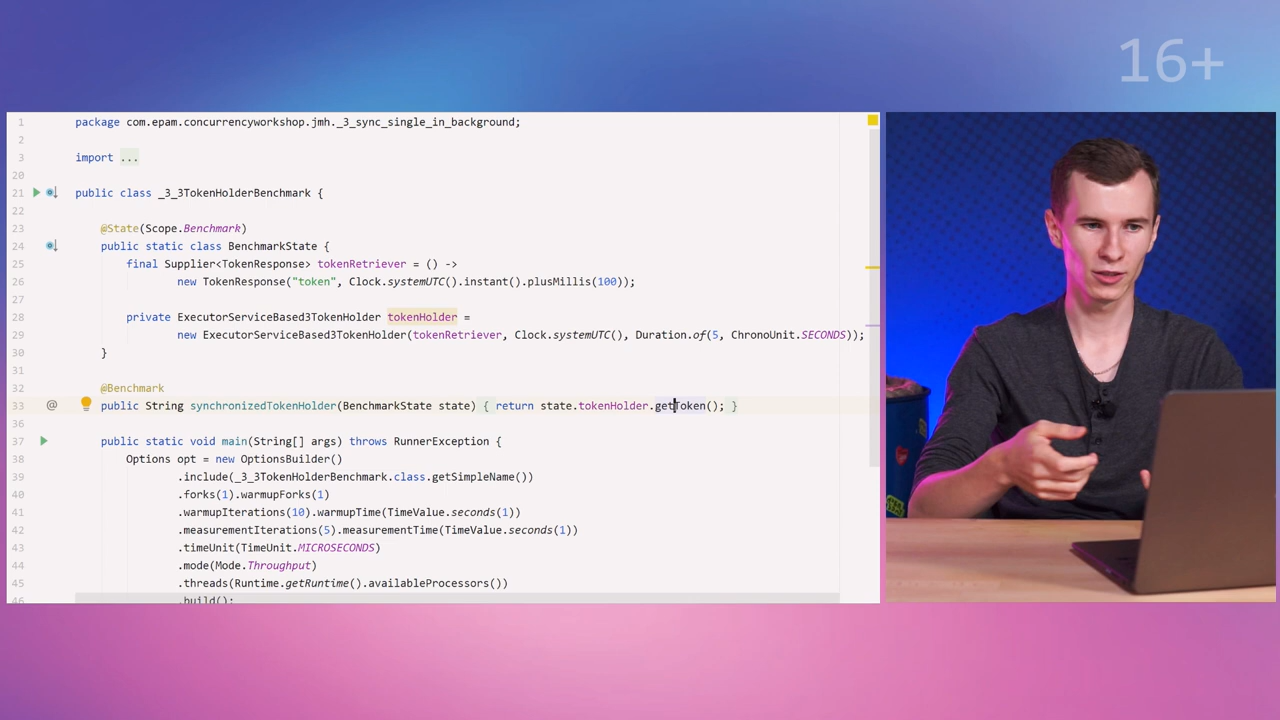 16+
1 package com.epam.concurrencyworkshop.jmh._3_sync_single_in_background;
2
3 import ...
20
21 public class _3_3TokenHolderBenchmark {
22
23 @State(Scope.Benchmark)
24 public static class BenchmarkState {
25 final Supplier<TokenResponse> tokenRetriever = () ->
26 new TokenResponse("token", Clock.systemUTC().instant().plusMillis(100));
27
28 private ExecutorServiceBased3TokenHolder tokenHolder =
29 new ExecutorServiceBased3TokenHolder(tokenRetriever, Clock.systemUTC(), Duration.of(5, ChronoUnit.SECONDS));
30 }
31
32 @Benchmark
33 @ public String synchronizedTokenHolder(BenchmarkState state) { return state.tokenHolder.getToken(); }
36
37 public static void main(String[] args) throws RunnerException {
38 Options opt = new OptionsBuilder()
39 .include(_3_3TokenHolderBenchmark.class.getSimpleName())
40 .forks(1).warmupForks(1)
41 .warmupIterations(10).warmupTime(TimeValue.seconds(1))
42 .measurementIterations(5).measurementTime(TimeValue.seconds(1))
43 .timeUnit(TimeUnit.MICROSECONDS)
44 .mode(Mode.Throughput)
45 .threads(Runtime.getRuntime().availableProcessors())
46 .build();